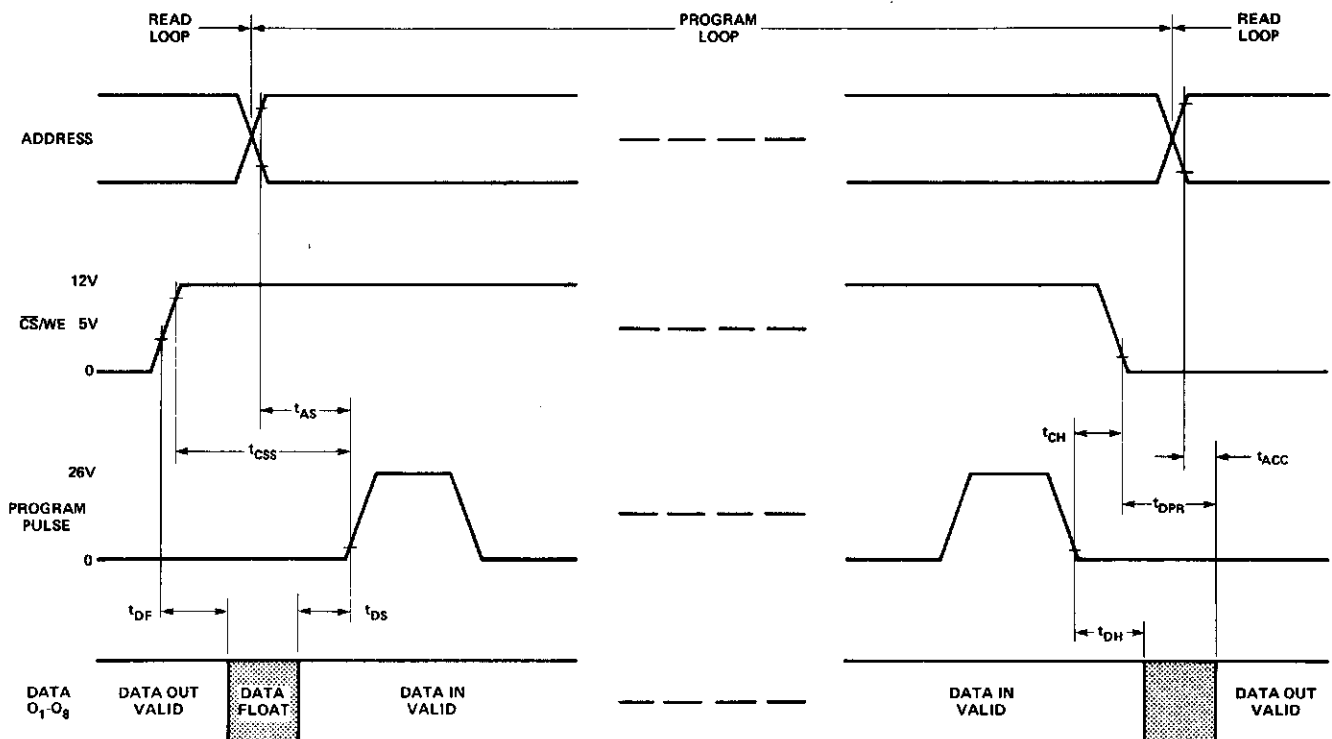 READ
LOOP
PROGRAM
LOOP
READ
LOOP
ADDRESS
12V
CS/WE 5V
0
tAS
tCSS
tCH
tACC
26V
tDPR
PROGRAM
PULSE
0
tDF
tDS
tDH
DATA
O1-O8
DATA OUT
VALID
DATA
FLOAT
DATA IN
VALID
DATA IN
VALID
DATA OUT
VALID